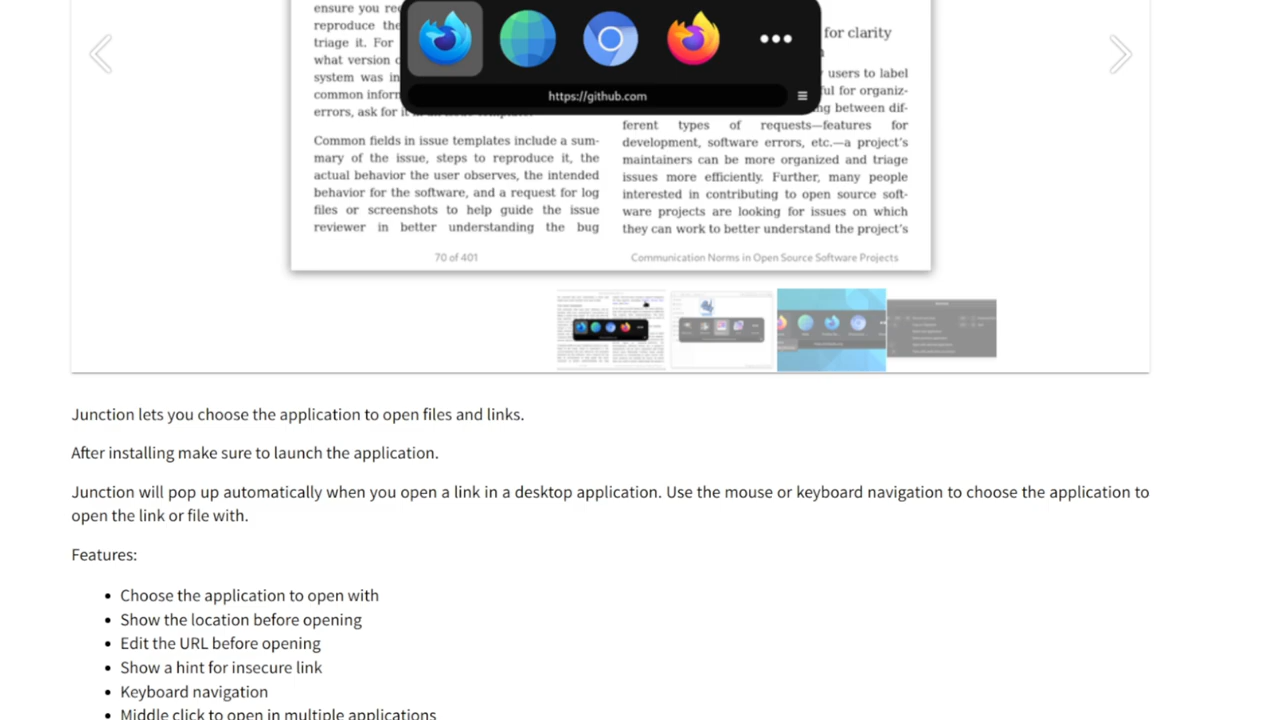 ensure you
reproduce the
triage it. For
what version
system was in
common
errors, ask for
Common fields in issue templates include a sum-
mary of the issue, steps to reproduce it, the
actual behavior the user observes, the intended
behavior for the software, and a request for log
files or screenshots to help guide the issue
reviewer in better understanding the bug
https://github.com
for clarity
users to label
for organiz-
between dif-
ferent types of requests—features for
development, software errors, etc.—a project's
maintainers can be more organized and triage
issues more efficiently. Further, many people
interested in contributing to open source soft-
ware projects are looking for issues on which
they can work to better understand the project's
70 of 401
Communication Norms in Open Source Software Projects
Junction lets you choose the application to open files and links.
After installing make sure to launch the application.
Junction will pop up automatically when you open a link in a desktop application. Use the mouse or keyboard navigation to choose the application to
open the link or file with.
Features:
• Choose the application to open with
• Show the location before opening
• Edit the URL before opening
• Show a hint for insecure link
• Keyboard navigation
• Middle click to open in multiple applications